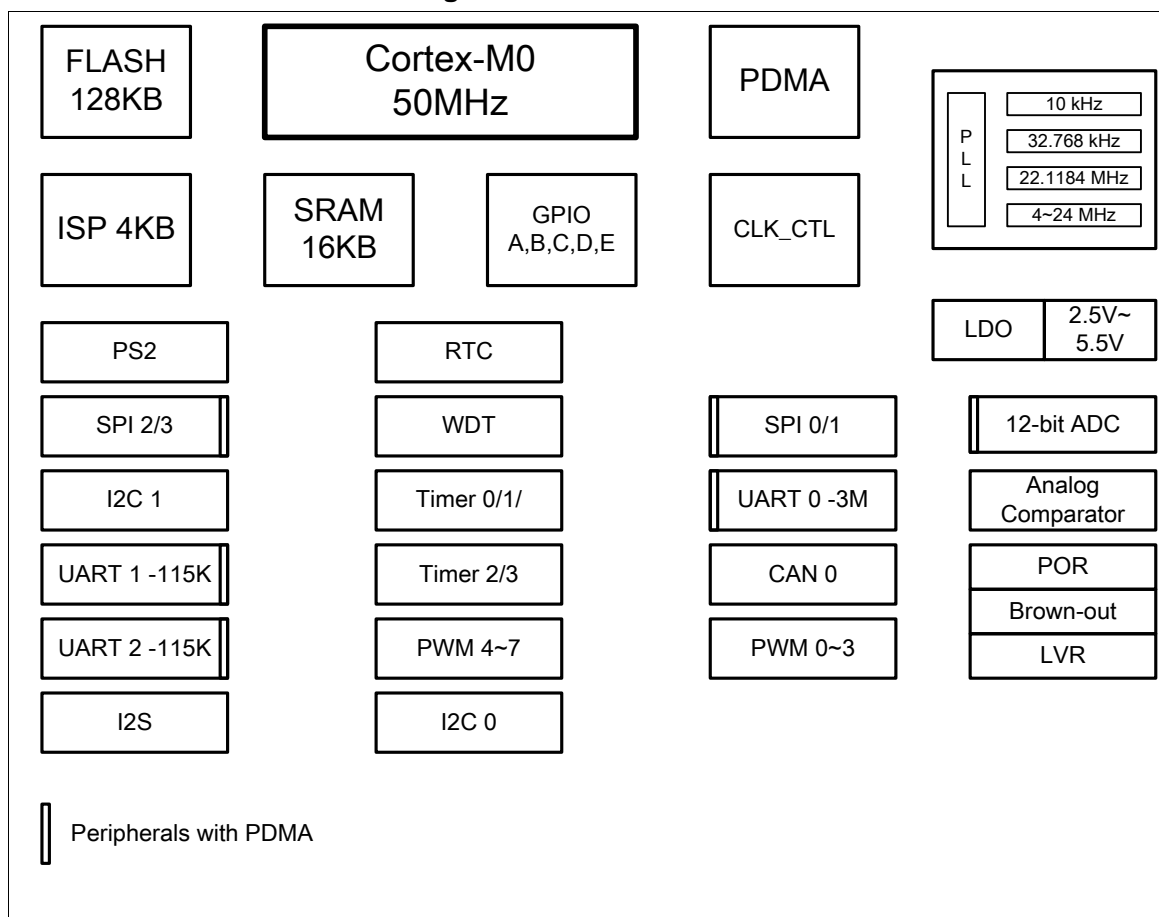 FLASH
128KB
Cortex-M0
50MHz
PDMA
P
L
L
10 kHz
32.768 kHz
22.1184 MHz
4~24 MHz
ISP 4KB
SRAM
16KB
GPIO
A,B,C,D,E
CLK_CTL
LDO
2.5V~
5.5V
PS2
RTC
SPI 2/3
WDT
SPI 0/1
12-bit ADC
I2C 1
Timer 0/1/
UART 0 -3M
Analog
Comparator
UART 1 -115K
Timer 2/3
CAN 0
POR
Brown-out
UART 2 -115K
PWM 4~7
PWM 0~3
LVR
I2S
I2C 0
Peripherals with PDMA